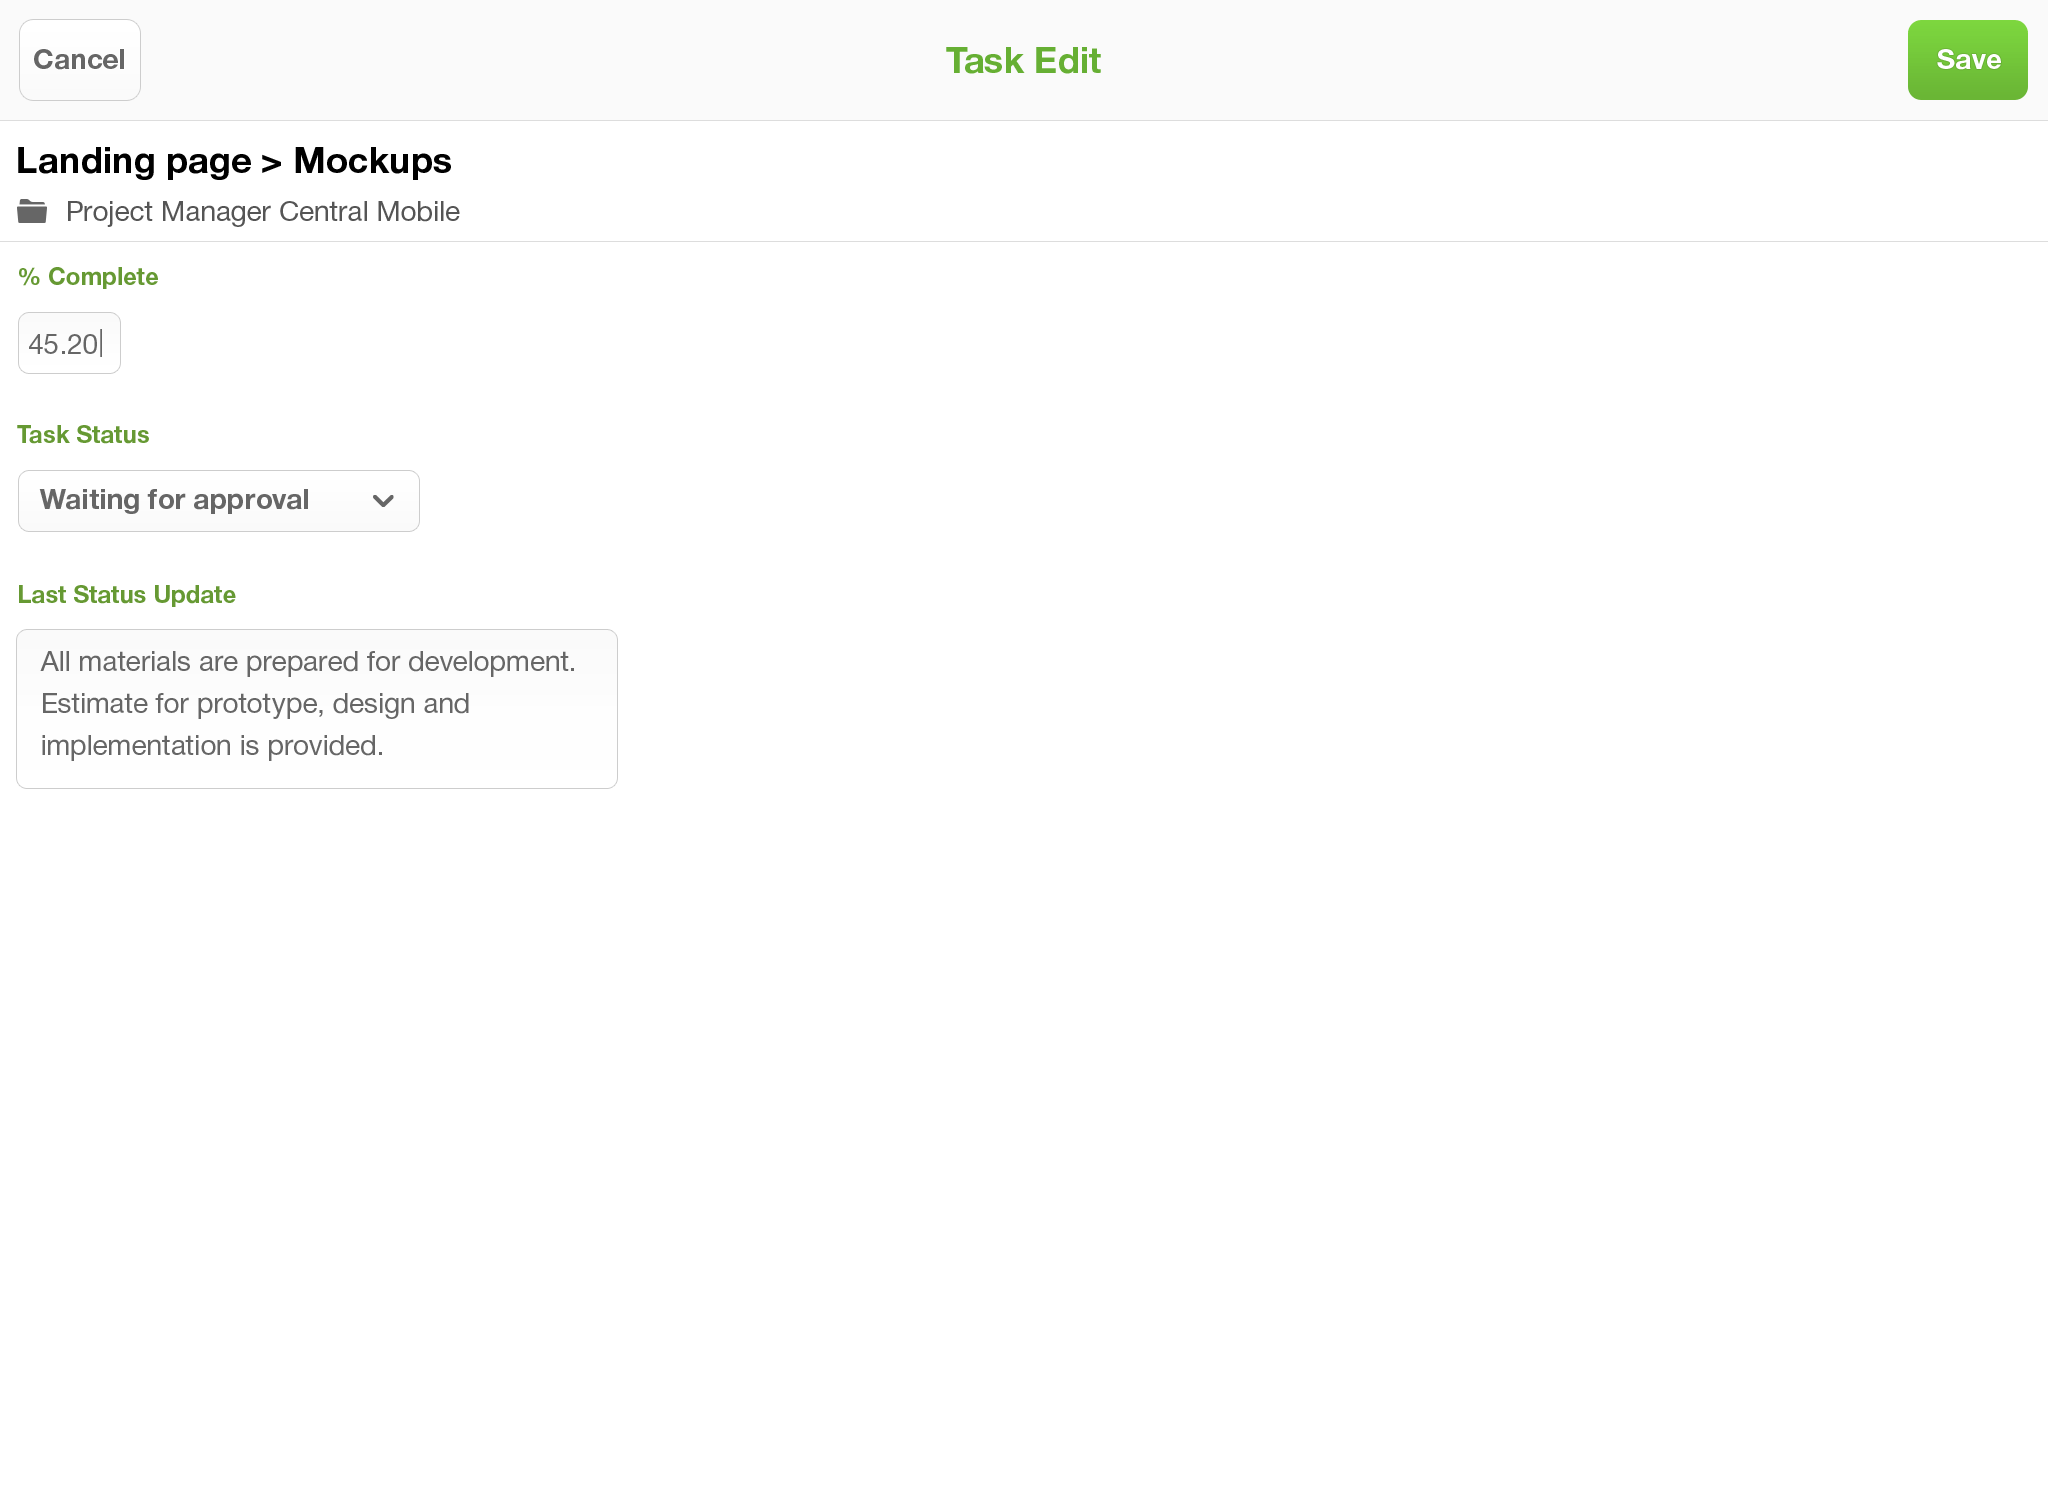 Cancel
Task Edit
Save
Landing page > Mockups
Project Manager Central Mobile
% Complete
45.20
Task Status
Waiting for approval
Last Status Update
All materials are prepared for development.
Estimate for prototype, design and
implementation is provided.